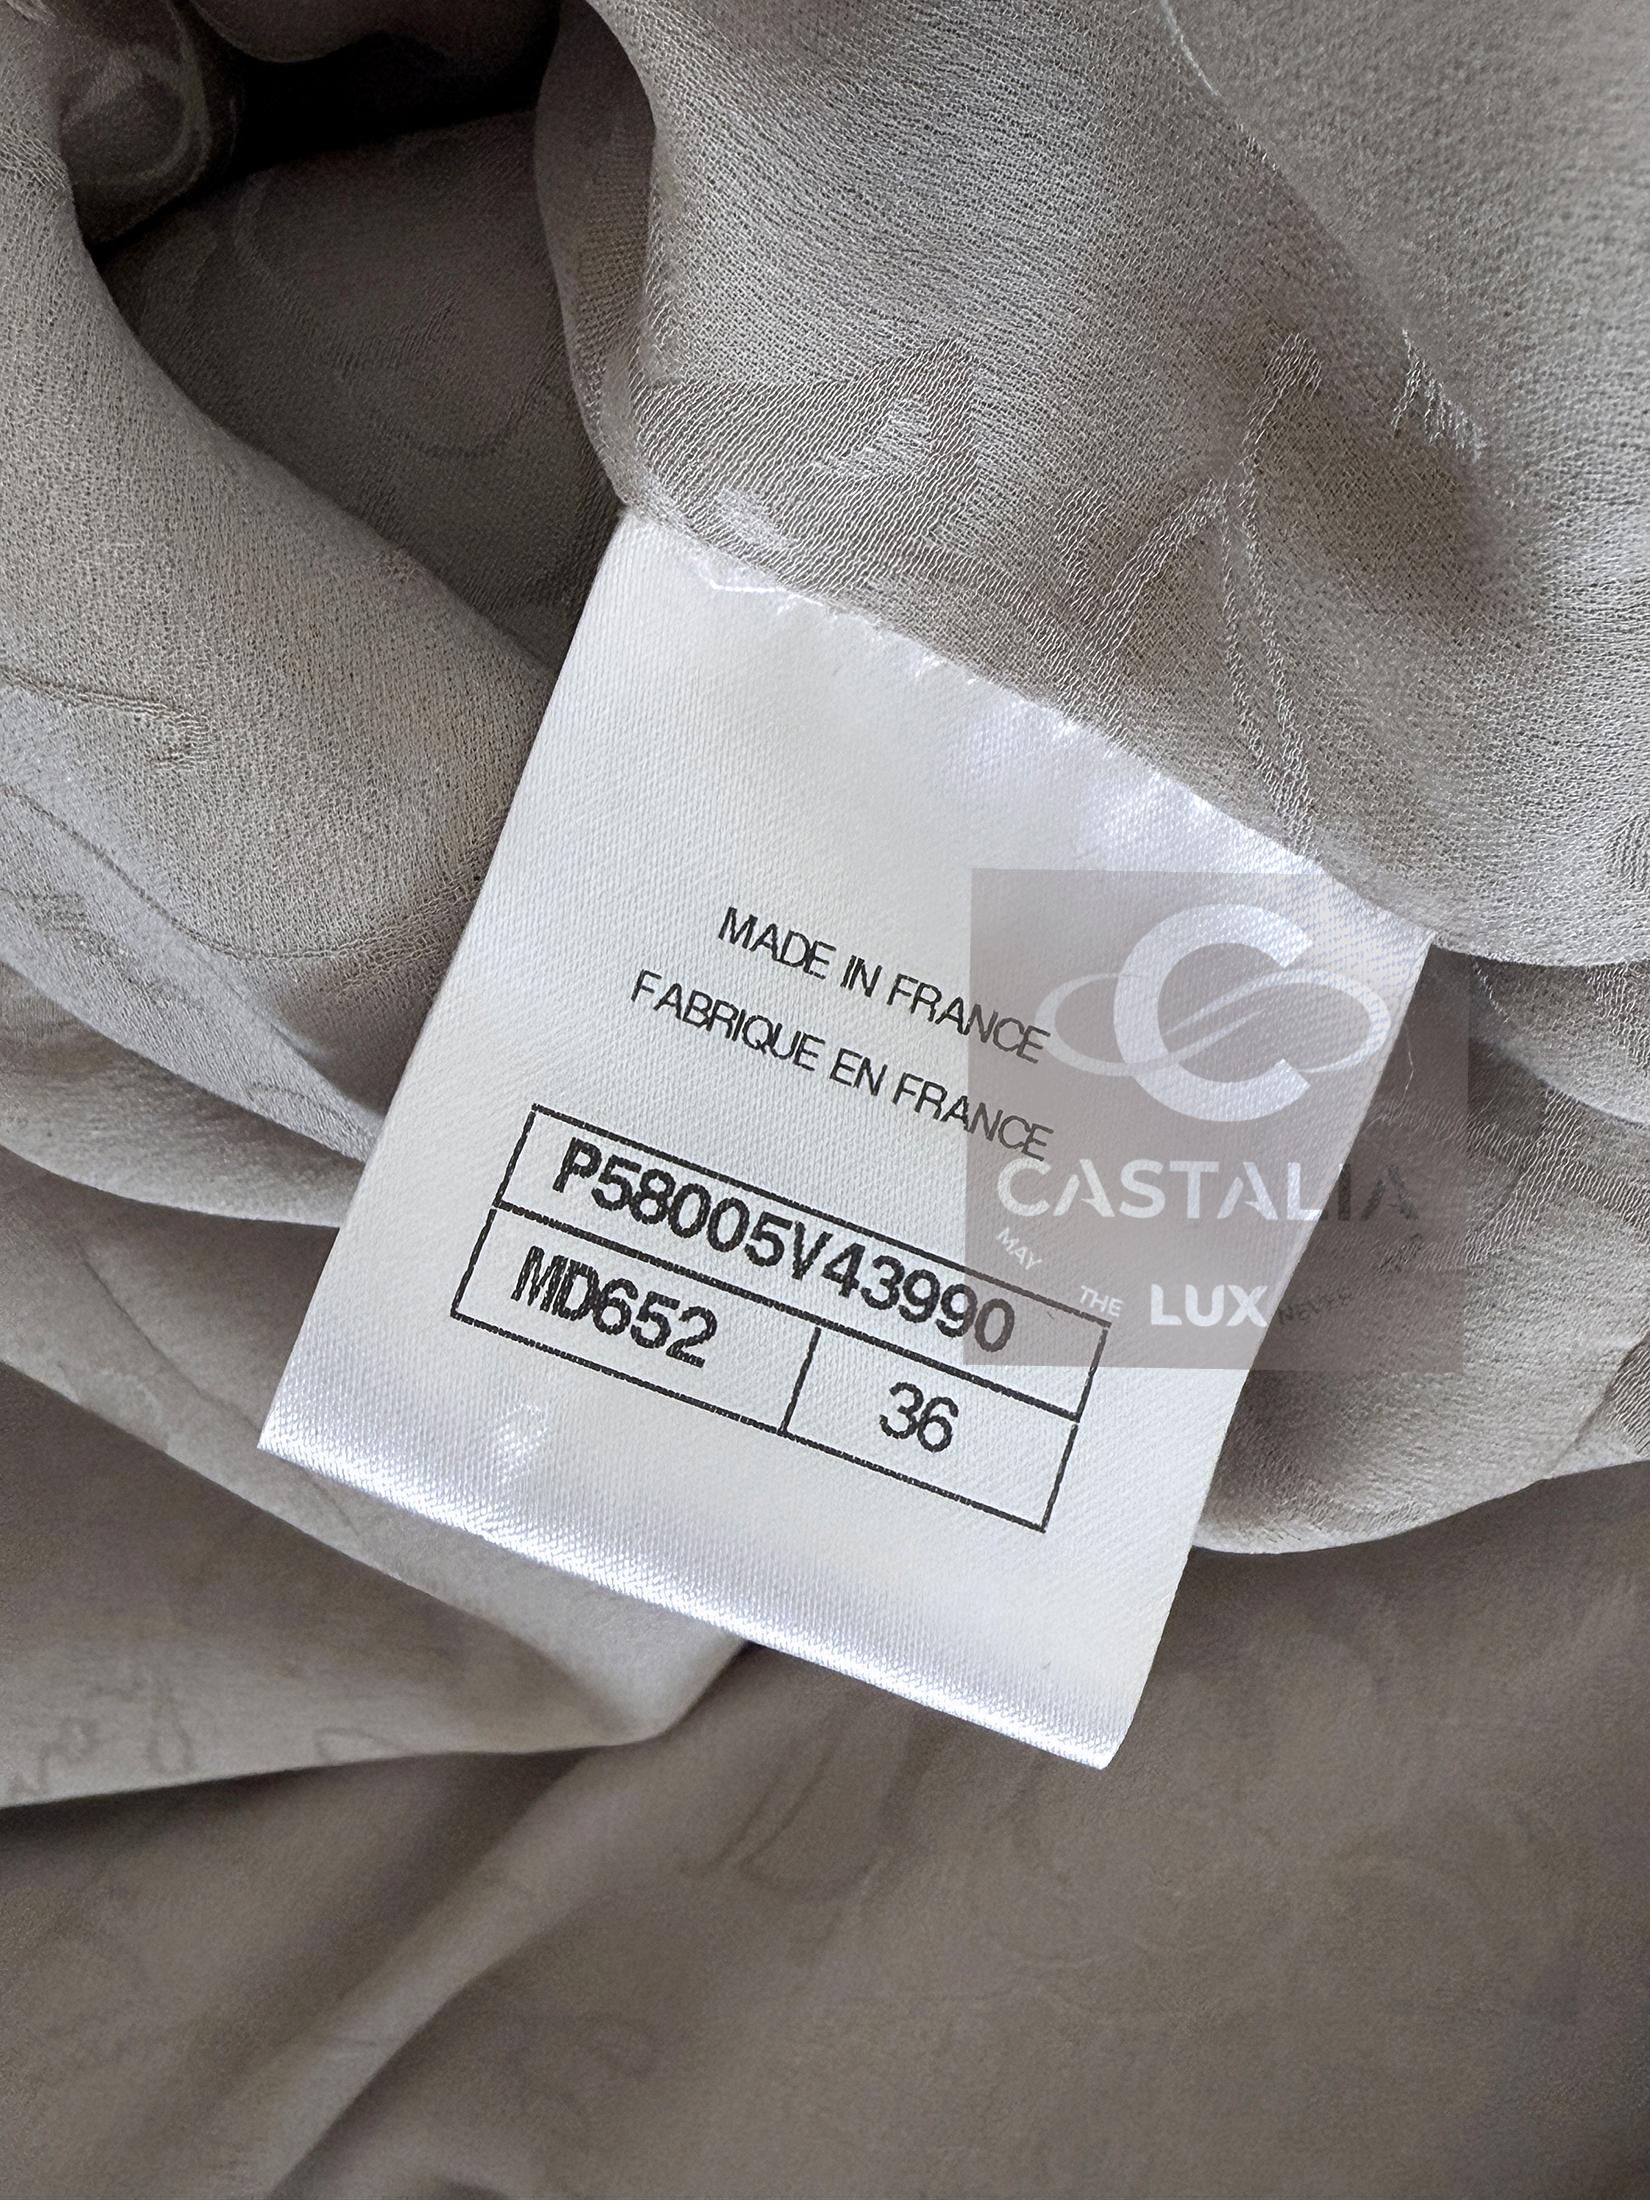 MADE IN FRANCE
FABRIQUE EN FRANCE
P58005V43990
MD652
36
C
CASTALIA
MAY
THE
LUX